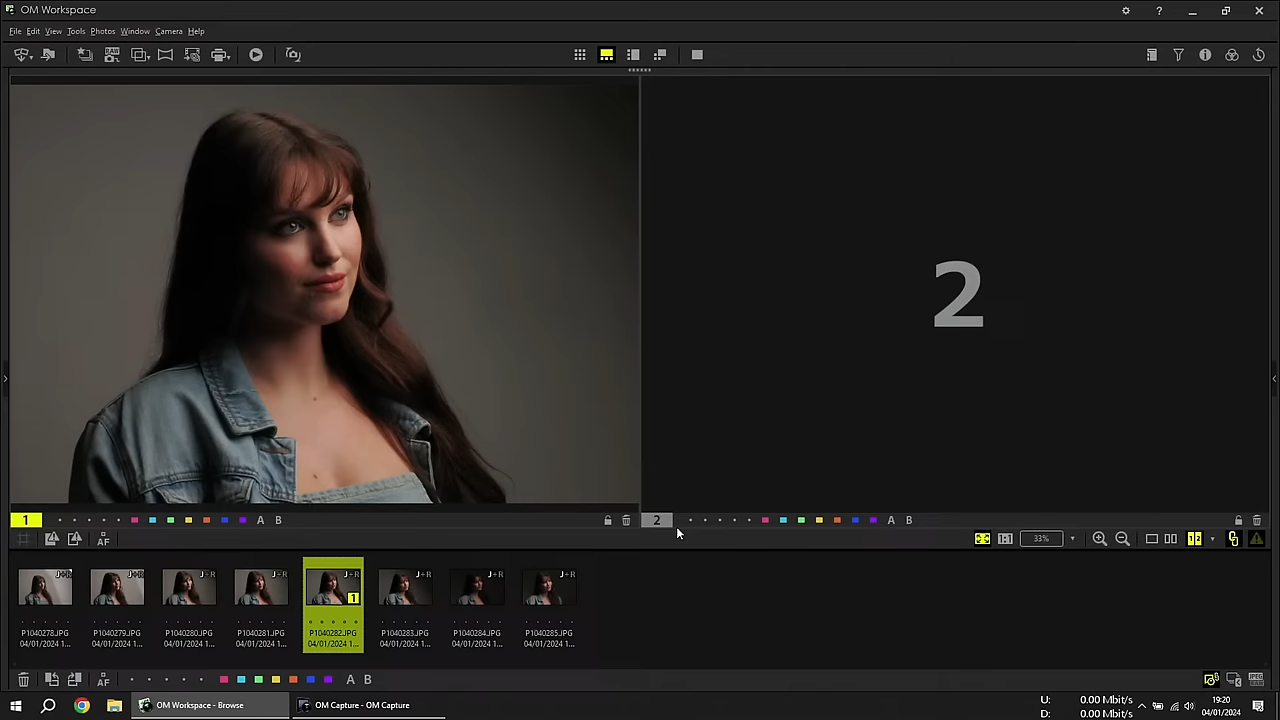 OM Workspace
File Edit View Tools Photos Window Camera Help
2
1 A B
2 A B
AF
33%
1 2
J+R J+R J+R J+R J+R J+R J+R J+R
1
P1040278.JPG P1040279.JPG P1040280.JPG P1040281.JPG P1040282.JPG P1040283.JPG P1040284.JPG P1040285.JPG
04/01/2024 1... 04/01/2024 1... 04/01/2024 1... 04/01/2024 1... 04/01/2024 1... 04/01/2024 1... 04/01/2024 1... 04/01/2024 1...
AF A B
OM Workspace - Browse
OM Capture - OM Capture
U: 0.00 Mbit/s
D: 0.00 Mbit/s
19:20
04/01/2024